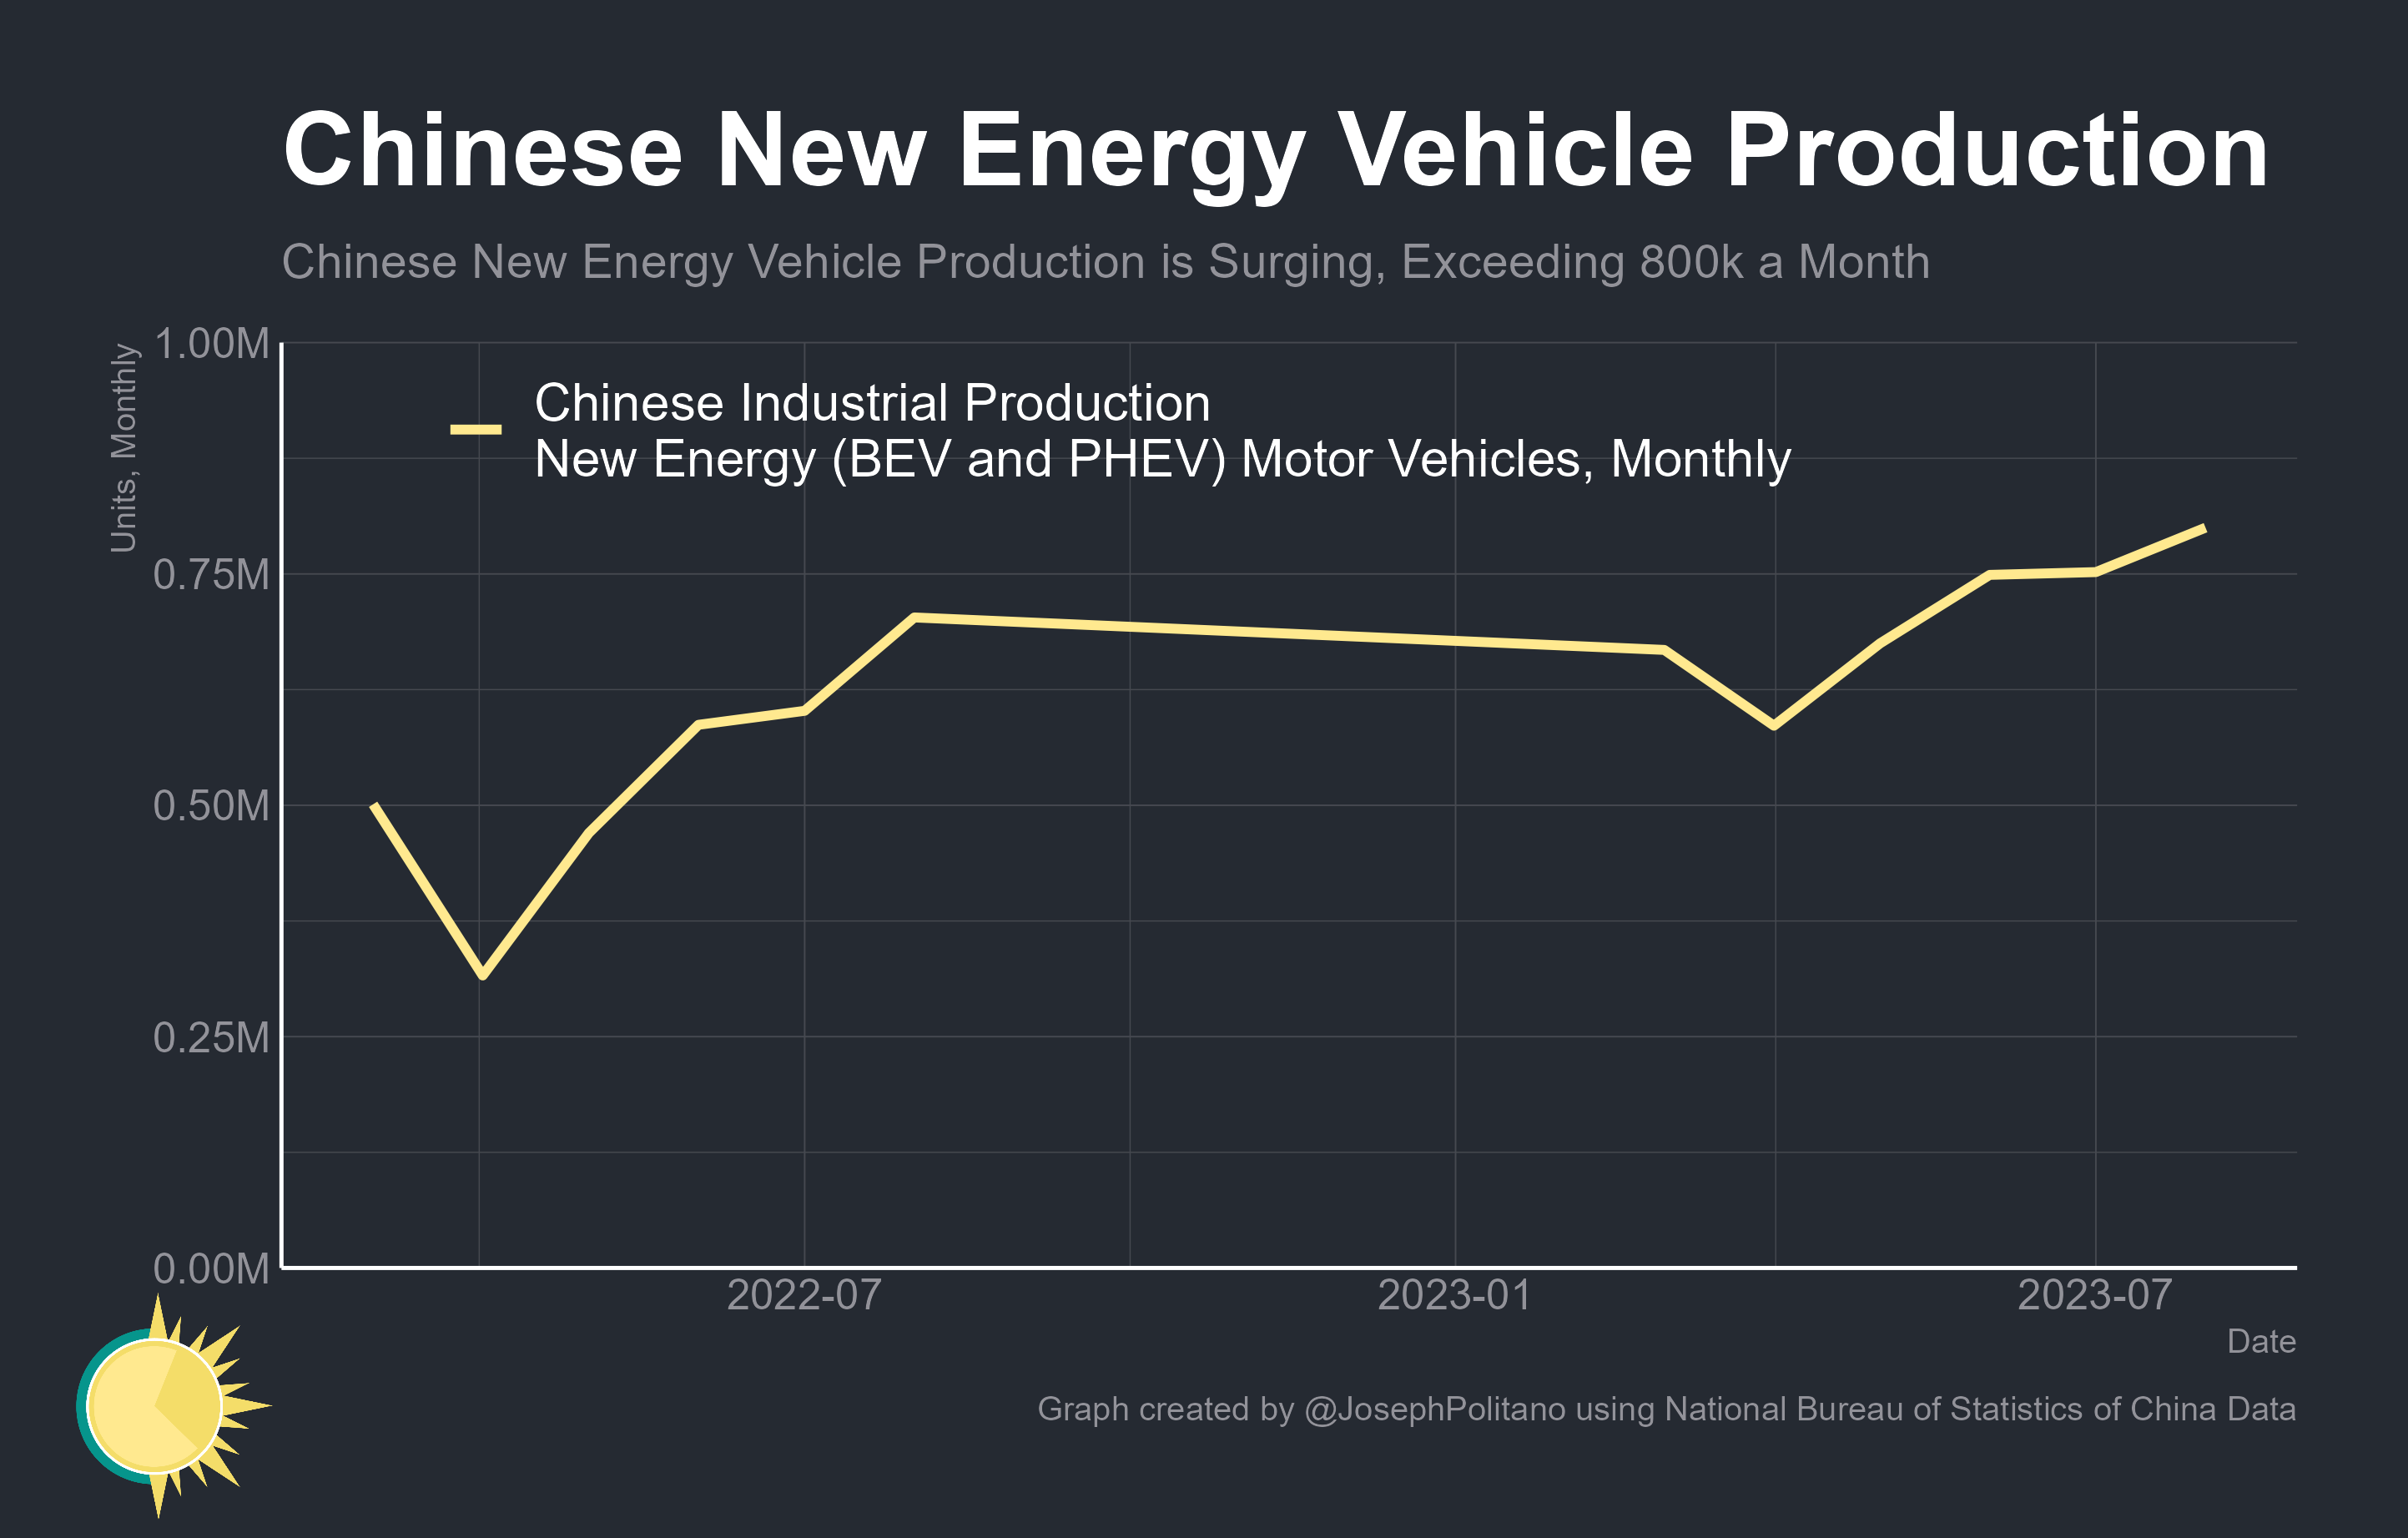 Chinese New Energy Vehicle Production
Chinese New Energy Vehicle Production is Surging, Exceeding 800k a Month
Units, Monthly
1.00M
0.75M
0.50M
0.25M
0.00M
Chinese Industrial Production
New Energy (BEV and PHEV) Motor Vehicles, Monthly
2022-07
2023-01
2023-07
Date
Graph created by @JosephPolitano using National Bureau of Statistics of China Data